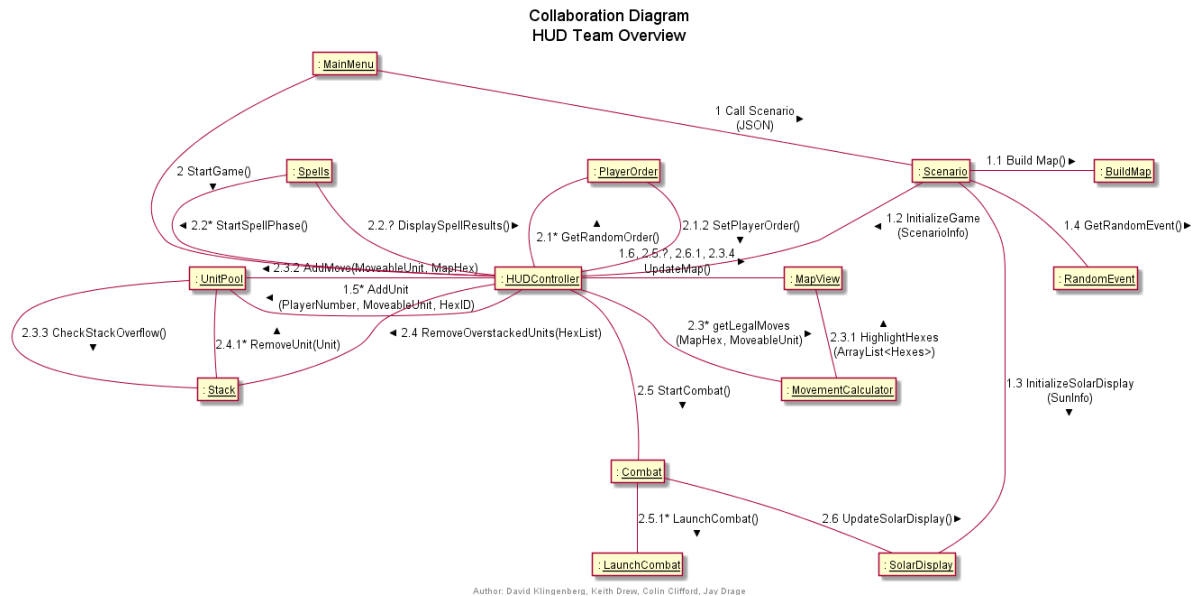 Collaboration Diagram
HUD Team Overview
: MainMenu
1 Call Scenario
(JSON)
2 StartGame()
: Spells
: PlayerOrder
: Scenario
1.1 Build Map()
: BuildMap
2.2* StartSpellPhase()
2.2.? DisplaySpellResults()
2.1* GetRandomOrder()
2.1.2 SetPlayerOrder()
1.2 InitializeGame
(ScenarioInfo)
1.4 GetRandomEvent()
1.6, 2.5.?, 2.6.1, 2.3.4
UpdateMap()
2.3.2 AddMove(MoveableUnit, MapHex)
: UnitPool
: HUDController
: MapView
: RandomEvent
1.5* AddUnit
(PlayerNumber, MoveableUnit, HexID)
2.3.3 CheckStackOverflow()
2.4.1* RemoveUnit(Unit)
2.4 RemoveOverstackedUnits(HexList)
2.3* getLegalMoves
(MapHex, MoveableUnit)
2.3.1 HighlightHexes
(ArrayList<Hexes>)
: Stack
2.5 StartCombat()
: MovementCalculator
1.3 InitializeSolarDisplay
(SunInfo)
: Combat
2.5.1* LaunchCombat()
2.6 UpdateSolarDisplay()
: LaunchCombat
: SolarDisplay
Author: David Klingenberg, Keith Drew, Colin Clifford, Jay Drage